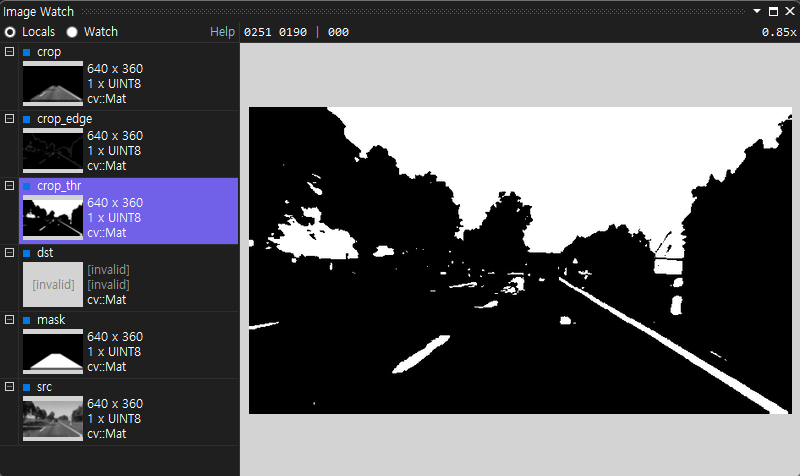 Image Watch
Locals Watch Help 0251 0190 | 000 0.85x
crop
640 x 360
1 x UINT8
cv::Mat
crop_edge
640 x 360
1 x UINT8
cv::Mat
crop_thr
640 x 360
1 x UINT8
cv::Mat
dst
[invalid]
[invalid]
[invalid]
cv::Mat
mask
640 x 360
1 x UINT8
cv::Mat
src
640 x 360
1 x UINT8
cv::Mat